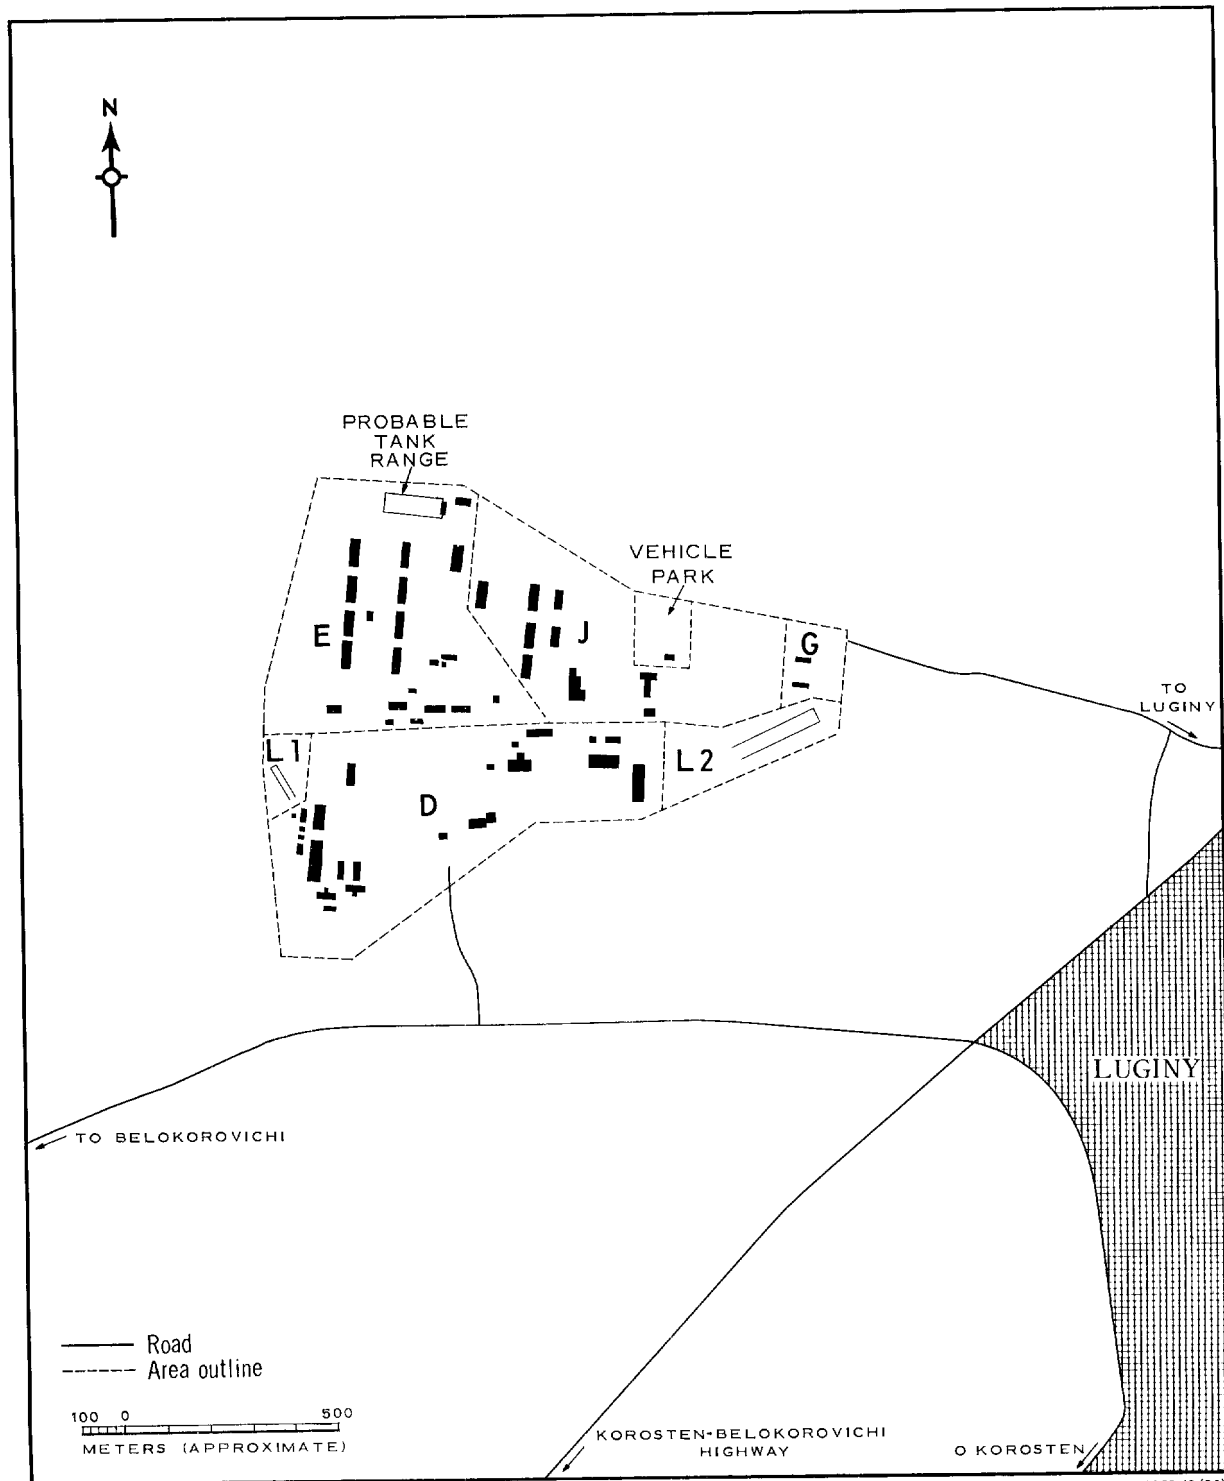 N
PROBABLE
TANK
RANGE
VEHICLE
PARK
E
J
G
TO
LUGINY
L1
L2
D
LUGINY
TO BELOKOROVICHI
Road
Area outline
100 0 500
METERS (APPROXIMATE)
KOROSTEN-BELOKOROVICHI
HIGHWAY
O KOROSTEN